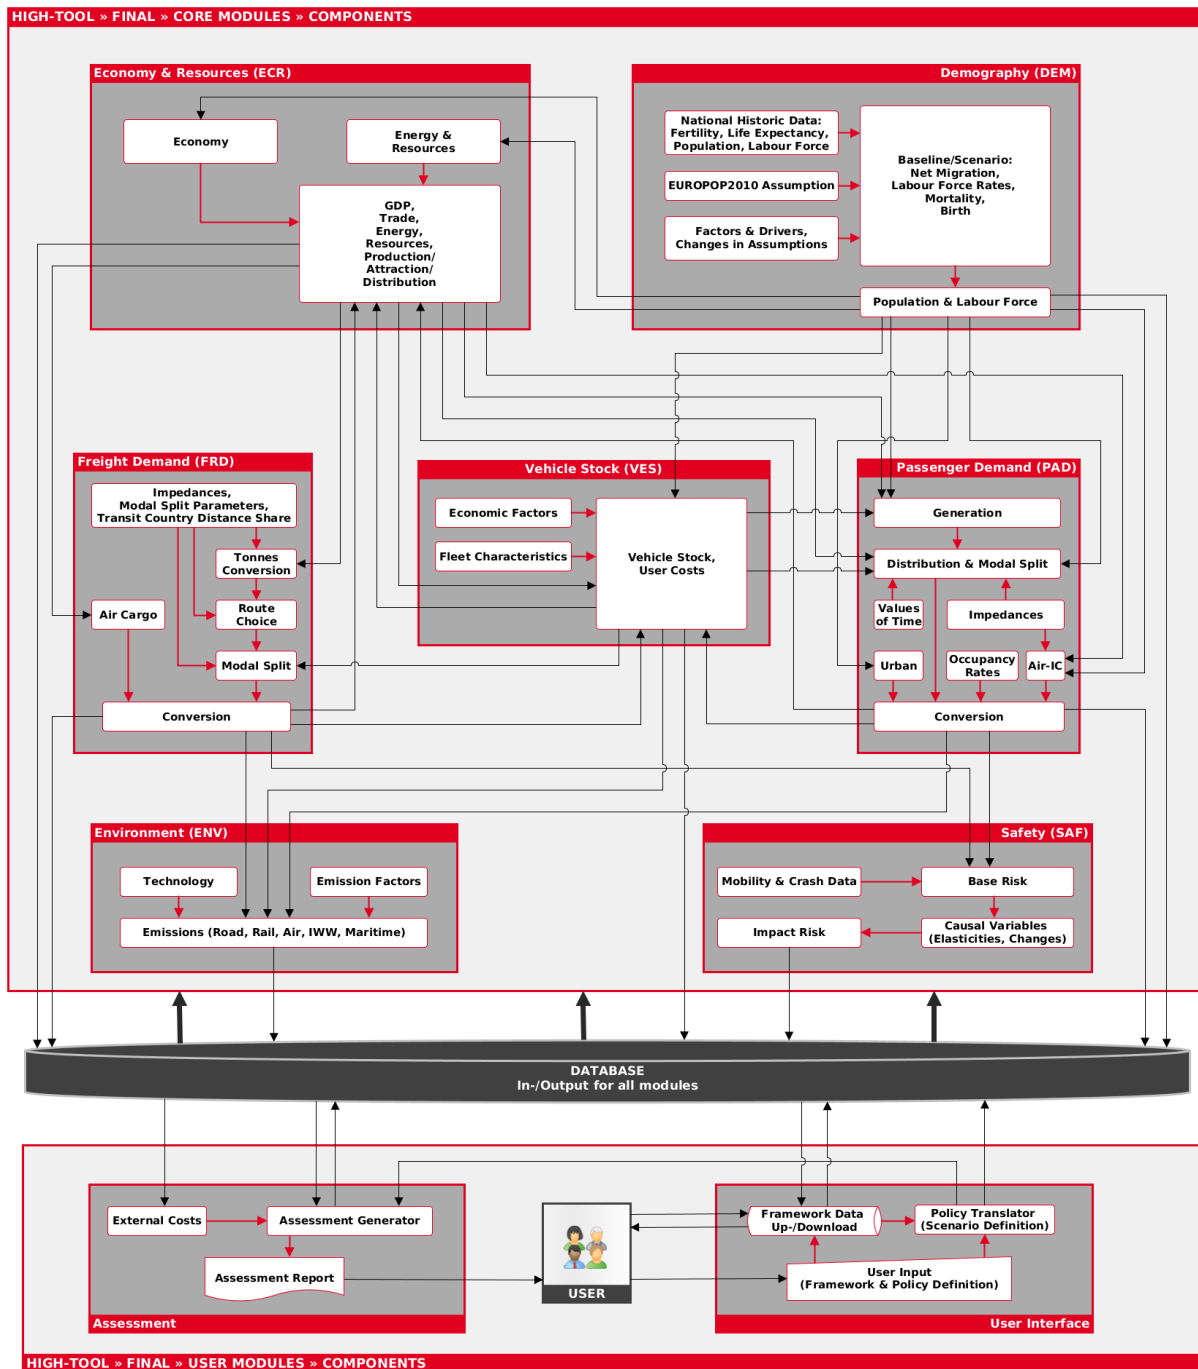 HIGH-TOOL » FINAL » CORE MODULES » COMPONENTS
Economy & Resources (ECR)
Economy
Energy &
Resources
GDP,
Trade,
Energy,
Resources,
Production/
Attraction/
Distribution
Demography (DEM)
National Historic Data:
Fertility, Life Expectancy,
Population, Labour Force
EUROPOP2010 Assumption
Factors & Drivers,
Changes in Assumptions
Baseline/Scenario:
Net Migration,
Labour Force Rates,
Mortality,
Birth
Population & Labour Force
Freight Demand (FRD)
Impedances,
Modal Split Parameters,
Transit Country Distance Share
Tonnes
Conversion
Air Cargo
Route
Choice
Modal Split
Conversion
Vehicle Stock (VES)
Economic Factors
Fleet Characteristics
Vehicle Stock,
User Costs
Passenger Demand (PAD)
Generation
Distribution & Modal Split
Values
of Time
Impedances
Urban
Occupancy
Rates
Air-IC
Conversion
Environment (ENV)
Technology
Emission Factors
Emissions (Road, Rail, Air, IWW, Maritime)
Safety (SAF)
Mobility & Crash Data
Base Risk
Impact Risk
Causal Variables
(Elasticities, Changes)
DATABASE
In-/Output for all modules
External Costs
Assessment Generator
Assessment Report
Assessment
USER
Framework Data
Up-/Download
Policy Translator
(Scenario Definition)
User Input
(Framework & Policy Definition)
User Interface
HIGH-TOOL » FINAL » USER MODULES » COMPONENTS